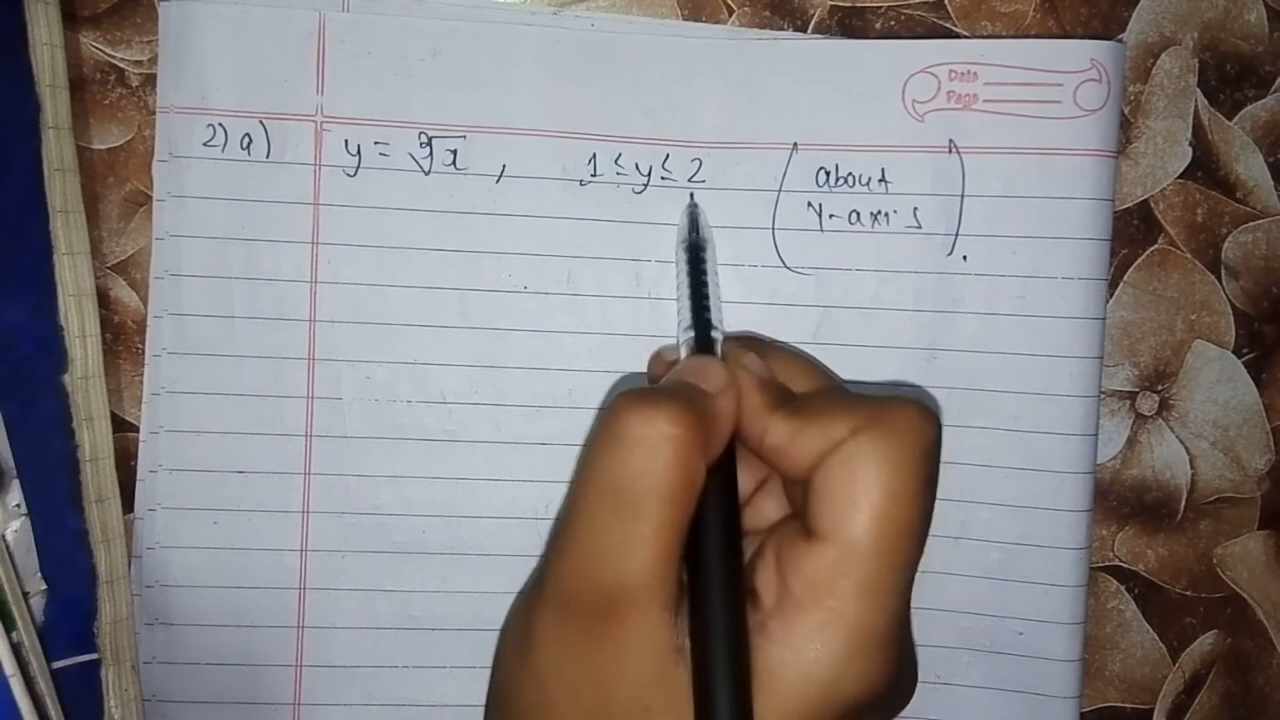 Date
Page
2) a) y = ∛x , 1 ≤ y ≤ 2 (about
Y-axis).